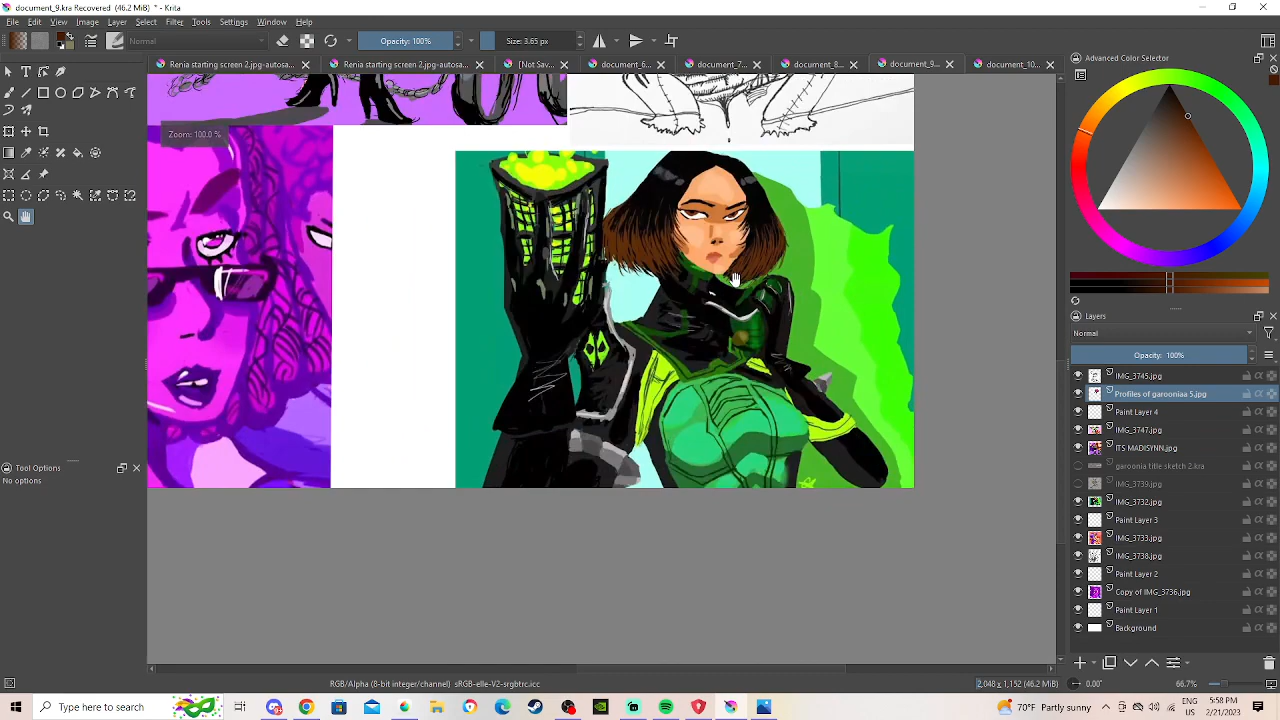 document_9.kra Recovered (46.2 MiB) * - Krita
File Edit View Image Layer Select Filter Tools Settings Window Help
Normal Opacity: 100% Size: 3.65 px
Renia starting screen 2.jpg-autosa... Renia starting screen 2.jpg-autosa... [Not Sav... document_6... document_7... document_8... document_9... document_10...
Zoom: 100.0 %
Tool Options
No options
Advanced Color Selector
Layers
Normal
Opacity: 100%
IMG_3745.jpg
Profiles of garooniaa 5.jpg
Paint Layer 4
IMG_3747.jpg
ITS MADISYNN.jpg
garoonia title sketch 2.kra
IMG_3739.jpg
IMG_3732.jpg
Paint Layer 3
IMG_3733.jpg
IMG_3738.jpg
Paint Layer 2
Copy of IMG_3736.jpg
Paint Layer 1
Background
RGB/Alpha (8-bit integer/channel) sRGB-elle-V2-srgbtrc.icc 2,048 x 1,152 (46.2 MiB) 0.00° 66.7%
Type here to search
70°F Partly sunny
ENG
US
5:58 PM
2/21/2023